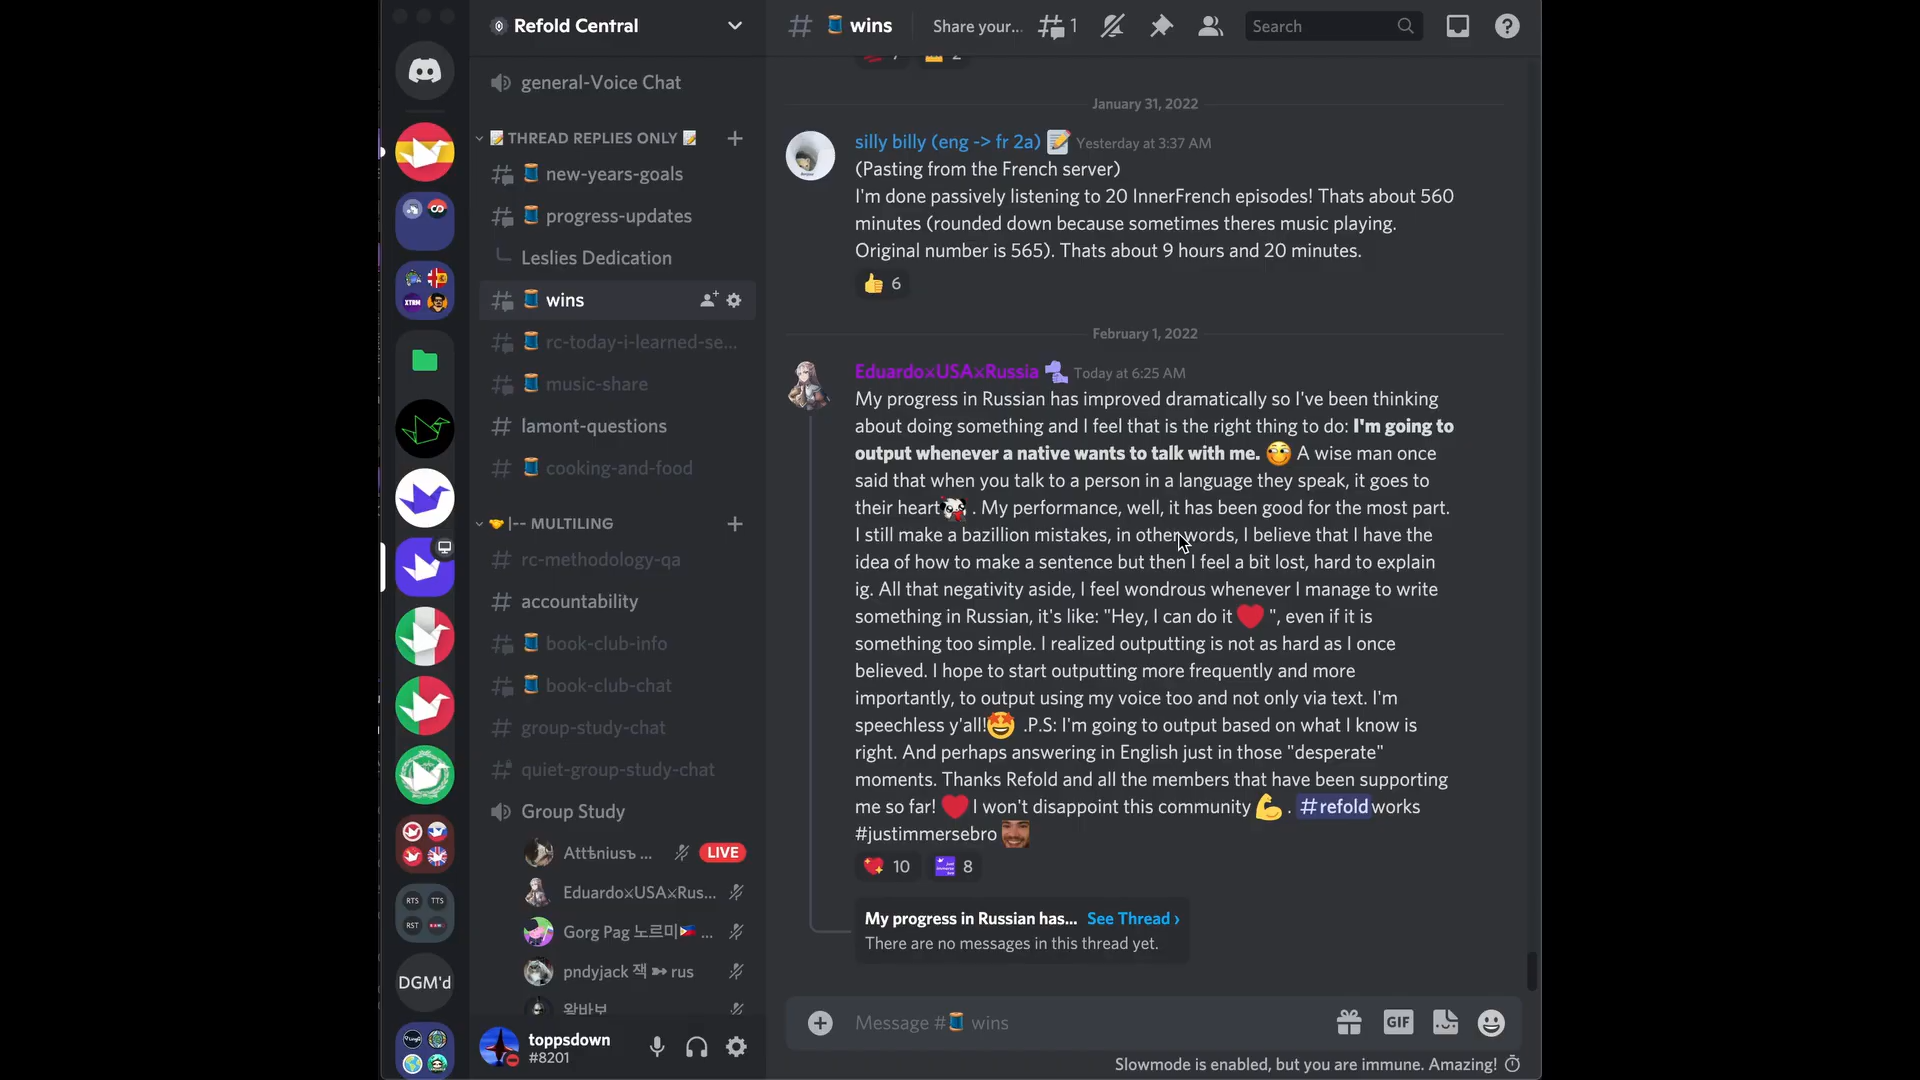 Refold Central
wins
Share your...
1
Search
general-Voice Chat
THREAD REPLIES ONLY
new-years-goals
progress-updates
Leslies Dedication
wins
rc-today-i-learned-se...
music-share
lamont-questions
cooking-and-food
|-- MULTILING
rc-methodology-qa
accountability
book-club-info
book-club-chat
group-study-chat
quiet-group-study-chat
Group Study
LIVE
Eduardo×USA×Rus...
Gorg Pag 노르미 ...
pndyjack 잭 ➳ rus
왁바보
XTRM
RTS TTS
RST
DGM'd
toppsdown
#8201
7 2
January 31, 2022
silly billy (eng -> fr 2a) Yesterday at 3:37 AM
(Pasting from the French server)
I'm done passively listening to 20 InnerFrench episodes! Thats about 560
minutes (rounded down because sometimes theres music playing.
Original number is 565). Thats about 9 hours and 20 minutes.
6
February 1, 2022
Eduardo×USA×Russia Today at 6:25 AM
My progress in Russian has improved dramatically so I've been thinking
about doing something and I feel that is the right thing to do: I'm going to
output whenever a native wants to talk with me. A wise man once
said that when you talk to a person in a language they speak, it goes to
their heart . My performance, well, it has been good for the most part.
I still make a bazillion mistakes, in other words, I believe that I have the
idea of how to make a sentence but then I feel a bit lost, hard to explain
ig. All that negativity aside, I feel wondrous whenever I manage to write
something in Russian, it's like: "Hey, I can do it ", even if it is
something too simple. I realized outputting is not as hard as I once
believed. I hope to start outputting more frequently and more
importantly, to output using my voice too and not only via text. I'm
speechless y'all! .P.S: I'm going to output based on what I know is
right. And perhaps answering in English just in those "desperate"
moments. Thanks Refold and all the members that have been supporting
me so far! I won't disappoint this community . #refoldworks
#justimmersebro
10 8
My progress in Russian has... See Thread ›
There are no messages in this thread yet.
Message # wins
GIF
Slowmode is enabled, but you are immune. Amazing!